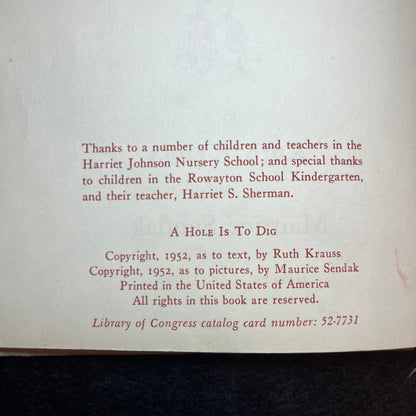 Thanks to a number of children and teachers in the
Harriet Johnson Nursery School; and special thanks
to children in the Rowayton School Kindergarten,
and their teacher, Harriet S. Sherman.
A HOLE IS TO DIG
Copyright, 1952, as to text, by Ruth Krauss
Copyright, 1952, as to pictures, by Maurice Sendak
Printed in the United States of America
All rights in this book are reserved.
Library of Congress catalog card number: 52-7731